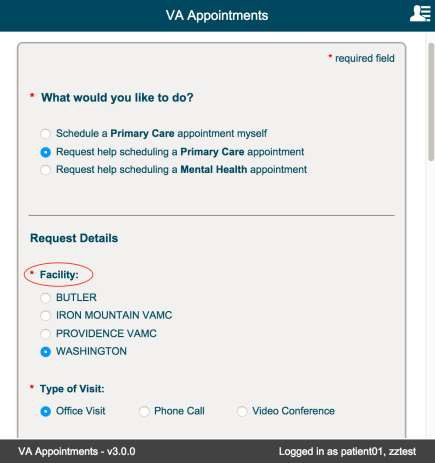 VA Appointments
* required field
* What would you like to do?
Schedule a Primary Care appointment myself
Request help scheduling a Primary Care appointment
Request help scheduling a Mental Health appointment
Request Details
* Facility:
BUTLER
IRON MOUNTAIN VAMC
PROVIDENCE VAMC
WASHINGTON
* Type of Visit:
Office Visit Phone Call Video Conference
VA Appointments - v3.0.0 Logged in as patient01, zztest